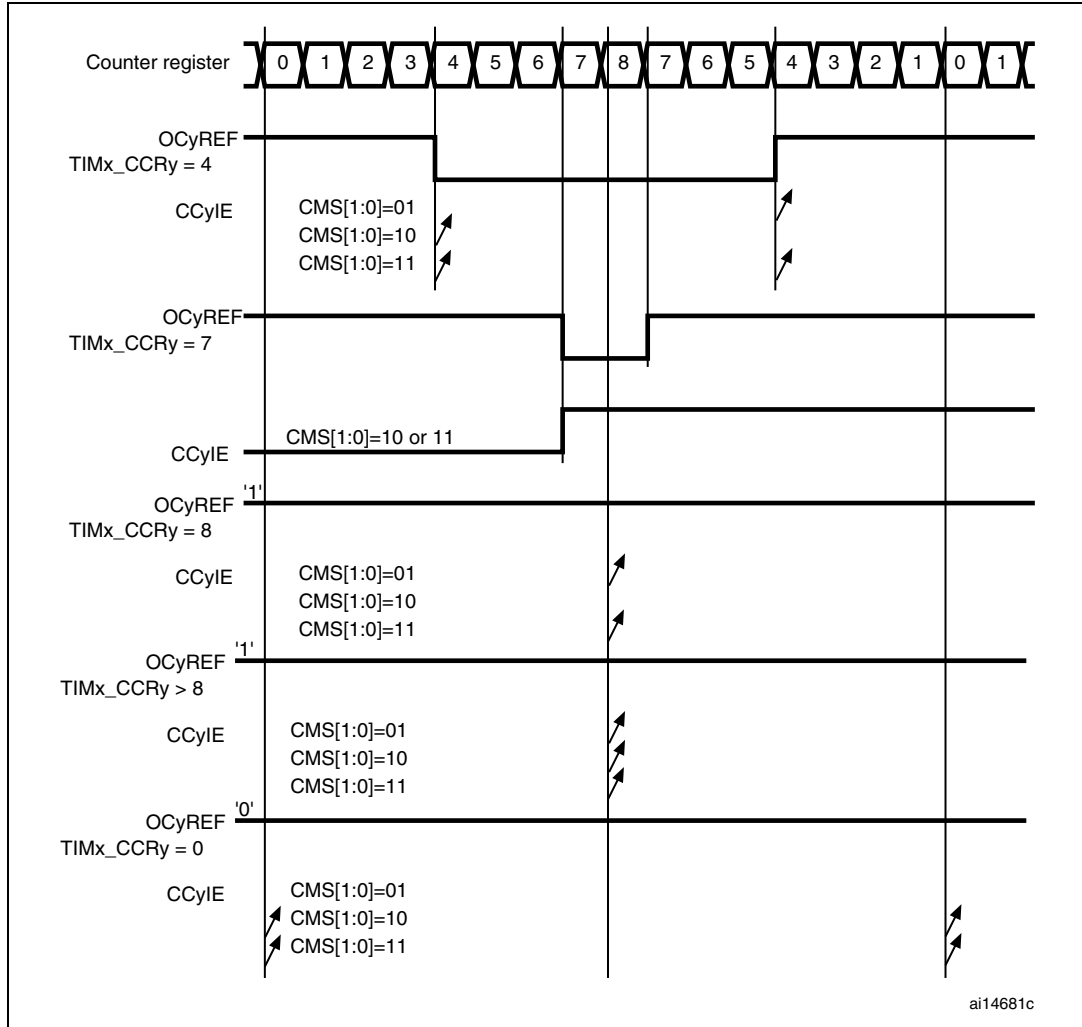 Counter register 0 1 2 3 4 5 6 7 8 7 6 5 4 3 2 1 0 1
OCyREF
TIMx_CCRy = 4
CCyIE CMS[1:0]=01
CMS[1:0]=10
CMS[1:0]=11
OCyREF
TIMx_CCRy = 7
CMS[1:0]=10 or 11
CCyIE
'1'
OCyREF
TIMx_CCRy = 8
CCyIE CMS[1:0]=01
CMS[1:0]=10
CMS[1:0]=11
'1'
OCyREF
TIMx_CCRy > 8
CCyIE CMS[1:0]=01
CMS[1:0]=10
CMS[1:0]=11
'0'
OCyREF
TIMx_CCRy = 0
CCyIE CMS[1:0]=01
CMS[1:0]=10
CMS[1:0]=11
ai14681c